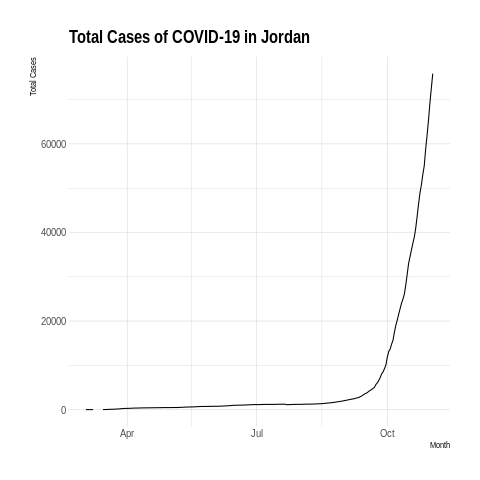 Total Cases of COVID-19 in Jordan
Total Cases
60000
40000
20000
0
Apr Jul Oct
Month